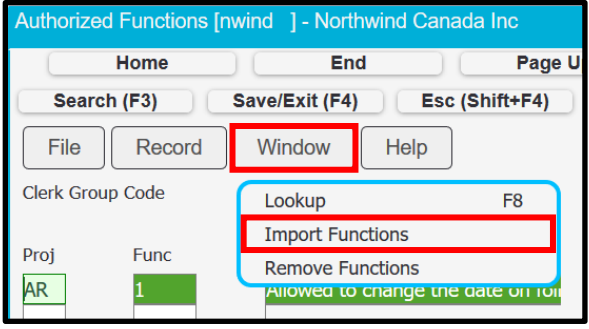 Authorized Functions [nwind ] - Northwind Canada Inc
Home End Page U
Search (F3) Save/Exit (F4) Esc (Shift+F4)
File Record Window Help
Clerk Group Code
Lookup F8
Import Functions
Proj Func
Remove Functions
AR 1 Allowed to change the date on